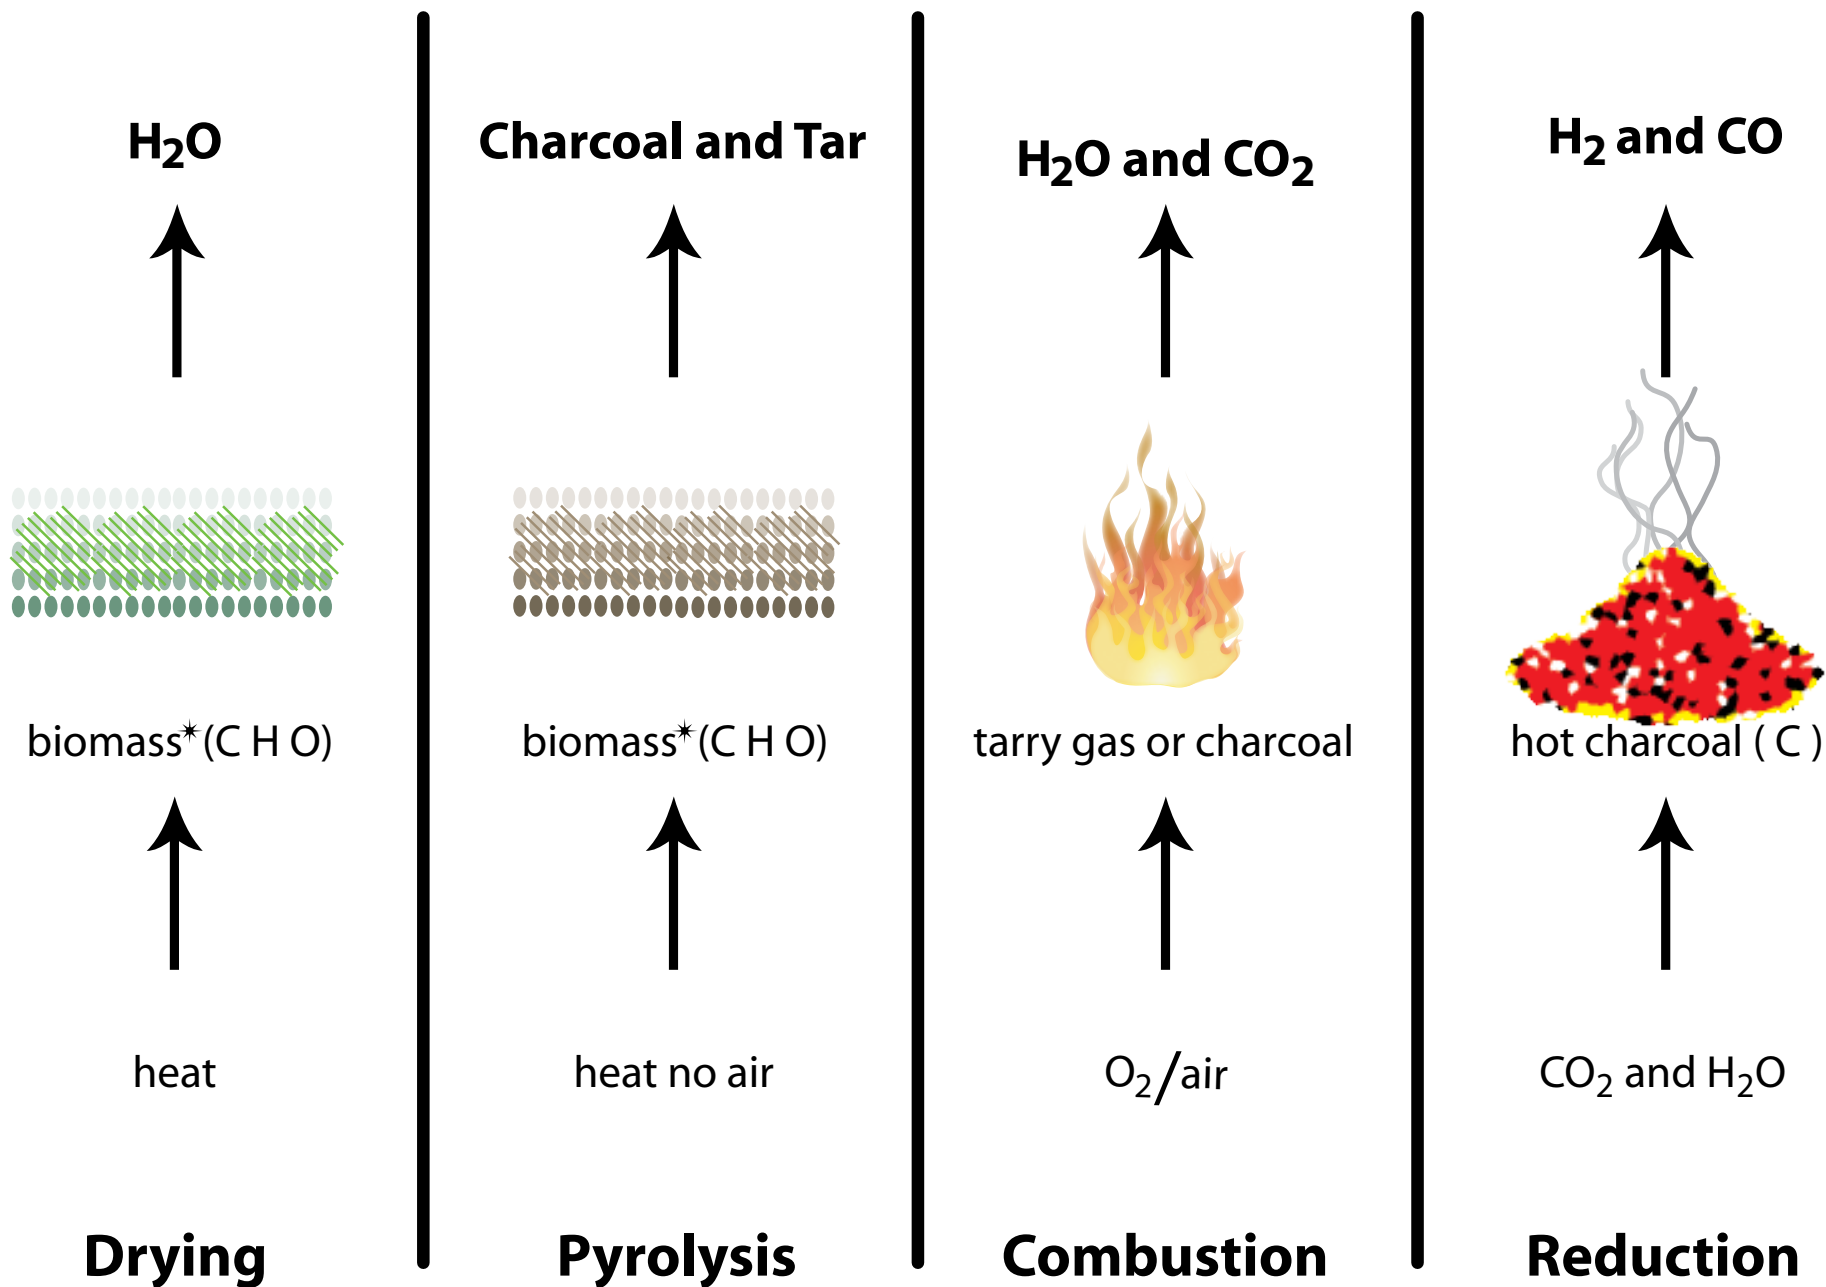 H₂O
biomass*(C H O)
heat
Drying
Charcoal and Tar
biomass*(C H O)
heat no air
Pyrolysis
H₂O and CO₂
tarry gas or charcoal
O₂/air
Combustion
H₂ and CO
hot charcoal ( C )
CO₂ and H₂O
Reduction